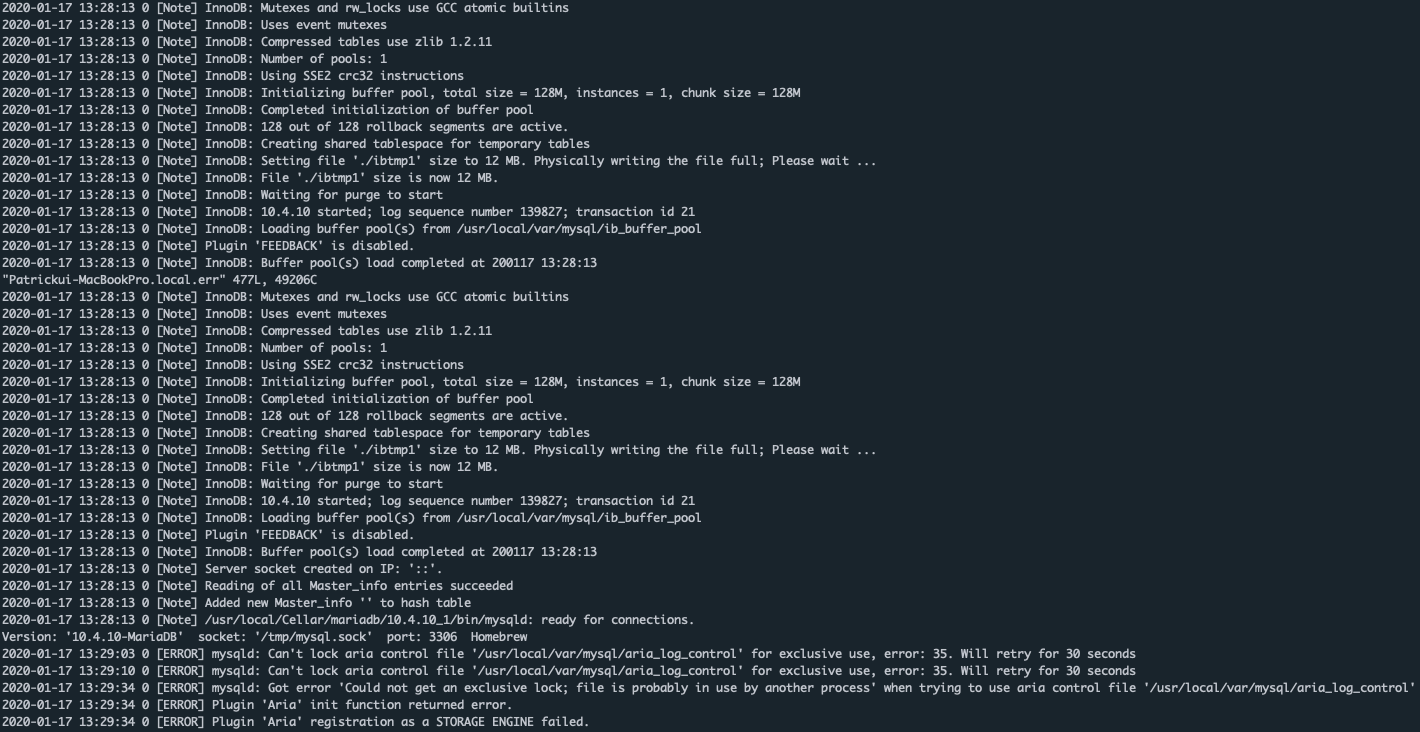 2020-01-17 13:28:13 0 [Note] InnoDB: Mutexes and rw_locks use GCC atomic builtins
2020-01-17 13:28:13 0 [Note] InnoDB: Uses event mutexes
2020-01-17 13:28:13 0 [Note] InnoDB: Compressed tables use zlib 1.2.11
2020-01-17 13:28:13 0 [Note] InnoDB: Number of pools: 1
2020-01-17 13:28:13 0 [Note] InnoDB: Using SSE2 crc32 instructions
2020-01-17 13:28:13 0 [Note] InnoDB: Initializing buffer pool, total size = 128M, instances = 1, chunk size = 128M
2020-01-17 13:28:13 0 [Note] InnoDB: Completed initialization of buffer pool
2020-01-17 13:28:13 0 [Note] InnoDB: 128 out of 128 rollback segments are active.
2020-01-17 13:28:13 0 [Note] InnoDB: Creating shared tablespace for temporary tables
2020-01-17 13:28:13 0 [Note] InnoDB: Setting file './ibtmp1' size to 12 MB. Physically writing the file full; Please wait ...
2020-01-17 13:28:13 0 [Note] InnoDB: File './ibtmp1' size is now 12 MB.
2020-01-17 13:28:13 0 [Note] InnoDB: Waiting for purge to start
2020-01-17 13:28:13 0 [Note] InnoDB: 10.4.10 started; log sequence number 139827; transaction id 21
2020-01-17 13:28:13 0 [Note] InnoDB: Loading buffer pool(s) from /usr/local/var/mysql/ib_buffer_pool
2020-01-17 13:28:13 0 [Note] Plugin 'FEEDBACK' is disabled.
2020-01-17 13:28:13 0 [Note] InnoDB: Buffer pool(s) load completed at 200117 13:28:13
"Patrickui-MacBookPro.local.err" 477L, 49206C
2020-01-17 13:28:13 0 [Note] InnoDB: Mutexes and rw_locks use GCC atomic builtins
2020-01-17 13:28:13 0 [Note] InnoDB: Uses event mutexes
2020-01-17 13:28:13 0 [Note] InnoDB: Compressed tables use zlib 1.2.11
2020-01-17 13:28:13 0 [Note] InnoDB: Number of pools: 1
2020-01-17 13:28:13 0 [Note] InnoDB: Using SSE2 crc32 instructions
2020-01-17 13:28:13 0 [Note] InnoDB: Initializing buffer pool, total size = 128M, instances = 1, chunk size = 128M
2020-01-17 13:28:13 0 [Note] InnoDB: Completed initialization of buffer pool
2020-01-17 13:28:13 0 [Note] InnoDB: 128 out of 128 rollback segments are active.
2020-01-17 13:28:13 0 [Note] InnoDB: Creating shared tablespace for temporary tables
2020-01-17 13:28:13 0 [Note] InnoDB: Setting file './ibtmp1' size to 12 MB. Physically writing the file full; Please wait ...
2020-01-17 13:28:13 0 [Note] InnoDB: File './ibtmp1' size is now 12 MB.
2020-01-17 13:28:13 0 [Note] InnoDB: Waiting for purge to start
2020-01-17 13:28:13 0 [Note] InnoDB: 10.4.10 started; log sequence number 139827; transaction id 21
2020-01-17 13:28:13 0 [Note] InnoDB: Loading buffer pool(s) from /usr/local/var/mysql/ib_buffer_pool
2020-01-17 13:28:13 0 [Note] Plugin 'FEEDBACK' is disabled.
2020-01-17 13:28:13 0 [Note] InnoDB: Buffer pool(s) load completed at 200117 13:28:13
2020-01-17 13:28:13 0 [Note] Server socket created on IP: '::'.
2020-01-17 13:28:13 0 [Note] Reading of all Master_info entries succeeded
2020-01-17 13:28:13 0 [Note] Added new Master_info '' to hash table
2020-01-17 13:28:13 0 [Note] /usr/local/Cellar/mariadb/10.4.10_1/bin/mysqld: ready for connections.
Version: '10.4.10-MariaDB'  socket: '/tmp/mysql.sock'  port: 3306  Homebrew
2020-01-17 13:29:03 0 [ERROR] mysqld: Can't lock aria control file '/usr/local/var/mysql/aria_log_control' for exclusive use, error: 35. Will retry for 30 seconds
2020-01-17 13:29:10 0 [ERROR] mysqld: Can't lock aria control file '/usr/local/var/mysql/aria_log_control' for exclusive use, error: 35. Will retry for 30 seconds
2020-01-17 13:29:34 0 [ERROR] mysqld: Got error 'Could not get an exclusive lock; file is probably in use by another process' when trying to use aria control file '/usr/local/var/mysql/aria_log_control'
2020-01-17 13:29:34 0 [ERROR] Plugin 'Aria' init function returned error.
2020-01-17 13:29:34 0 [ERROR] Plugin 'Aria' registration as a STORAGE ENGINE failed.